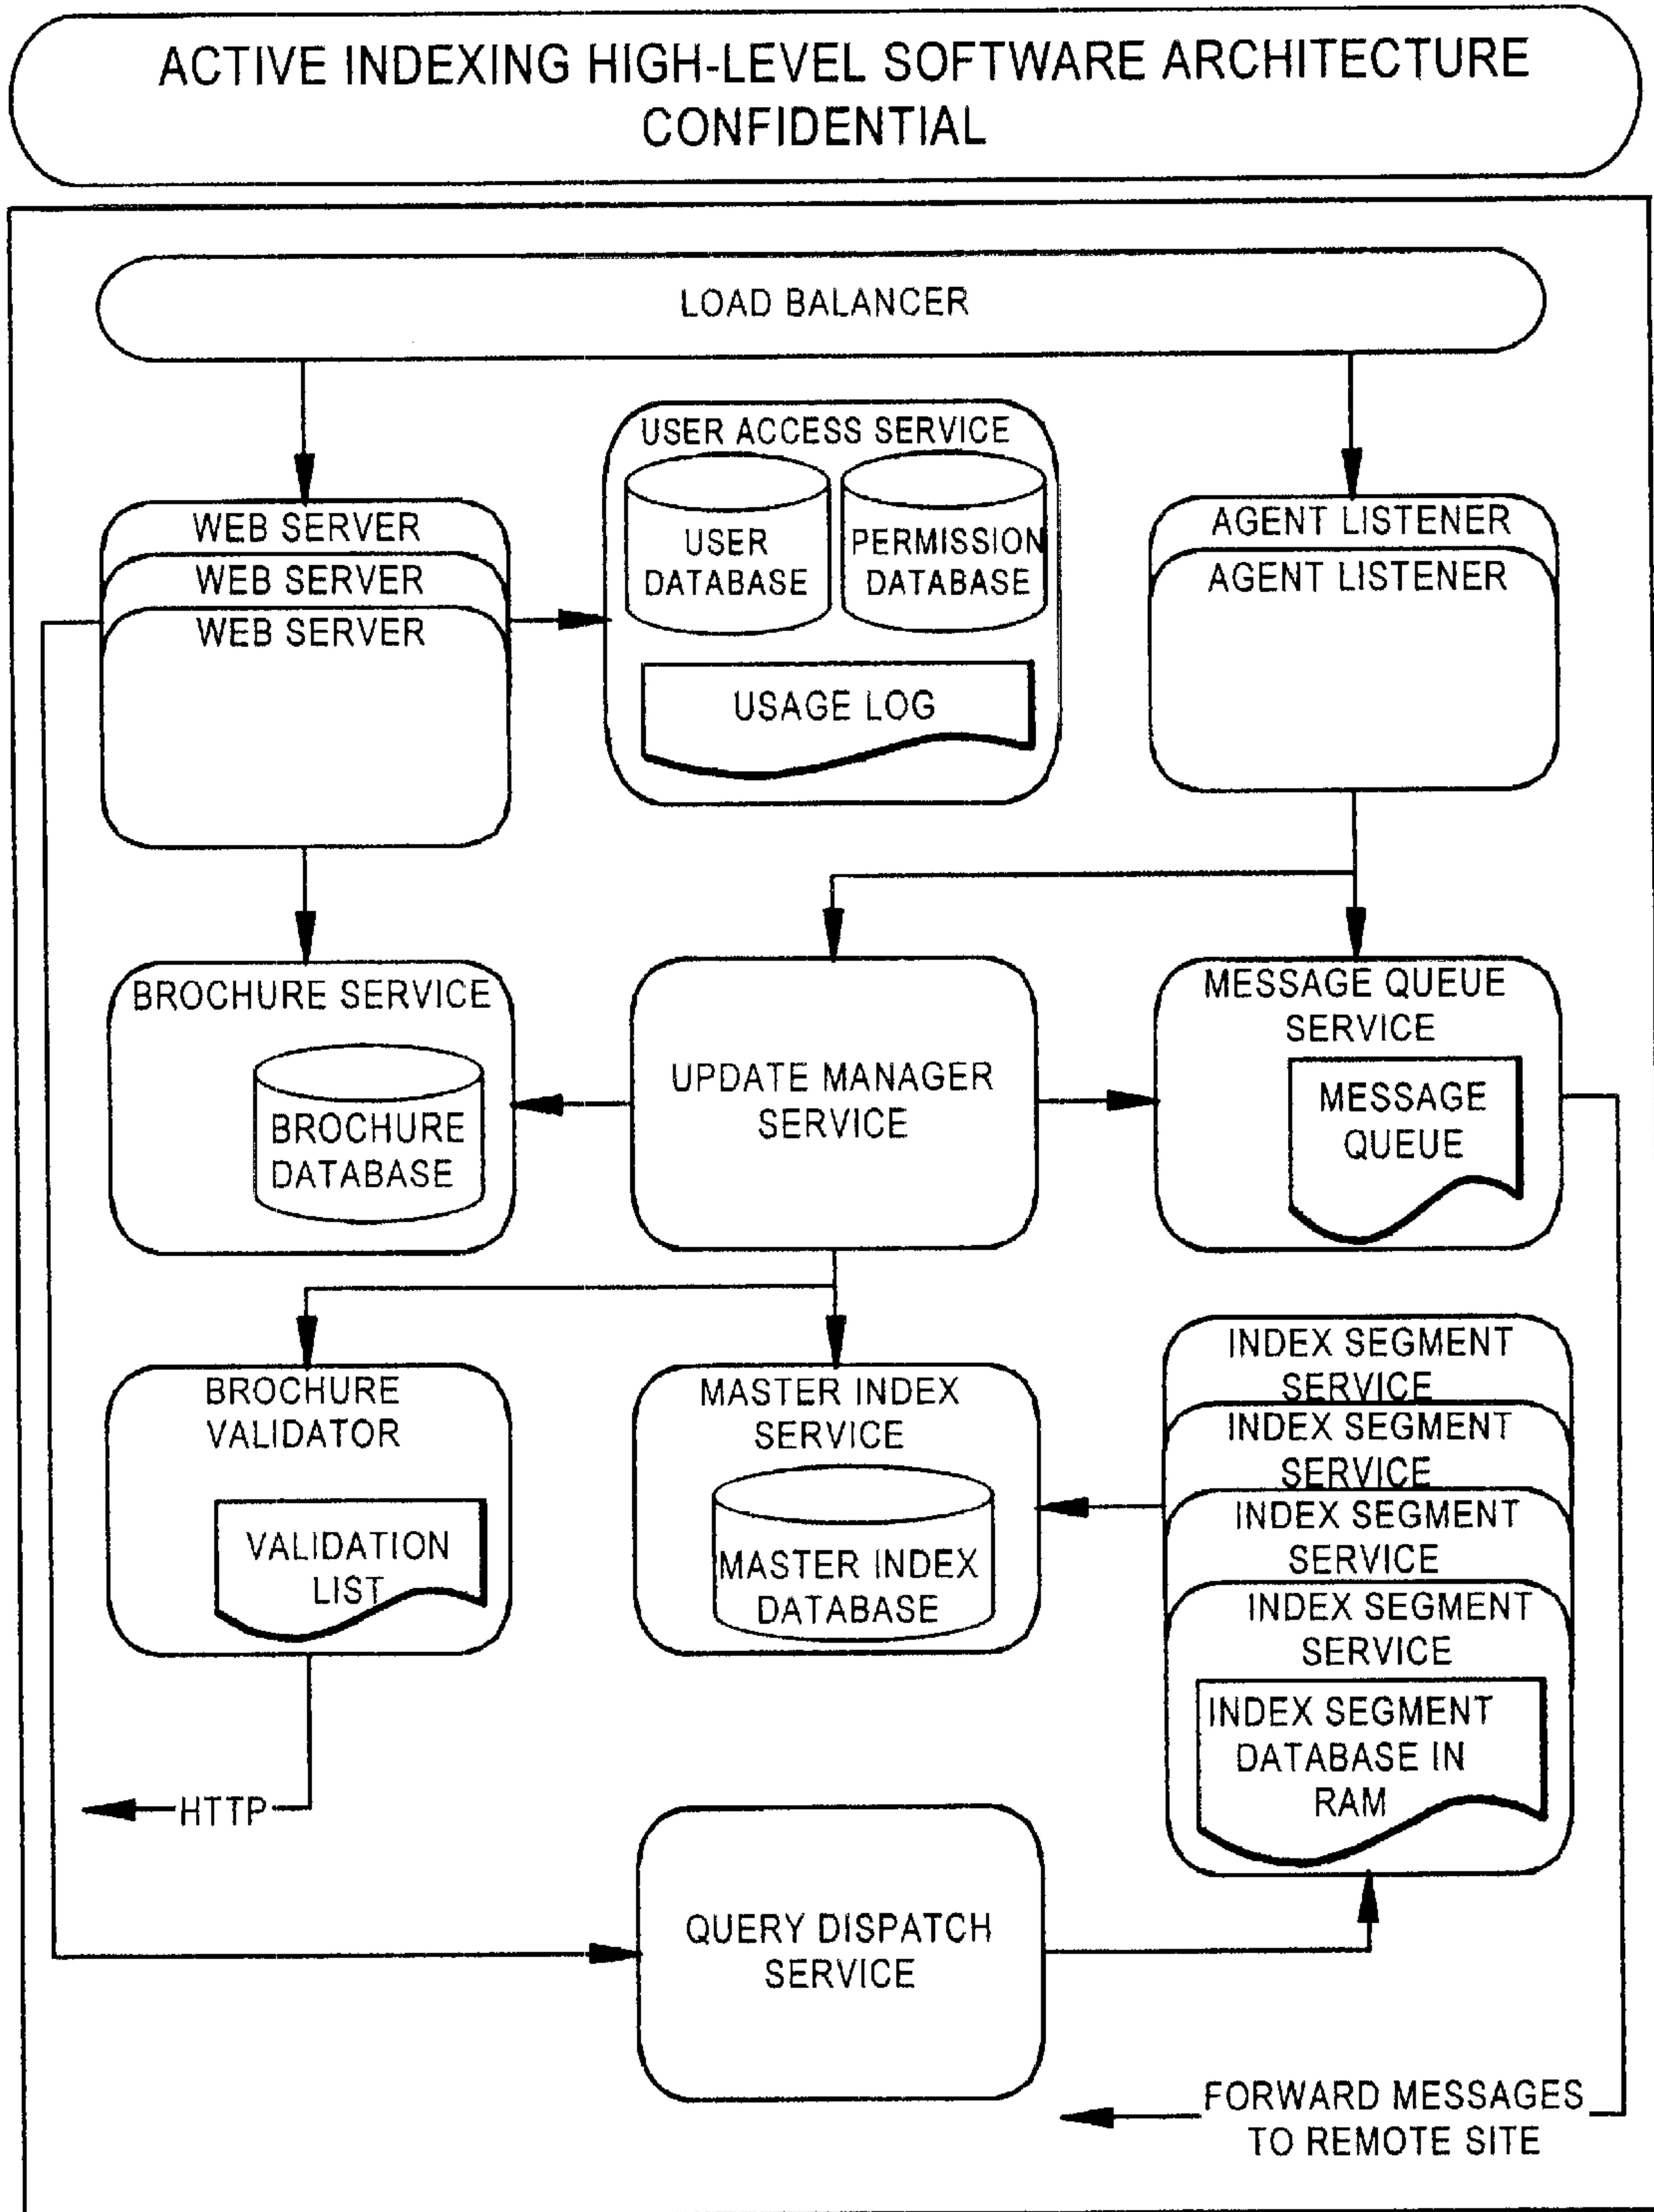 ACTIVE INDEXING HIGH-LEVEL SOFTWARE ARCHITECTURE
CONFIDENTIAL
LOAD BALANCER
USER ACCESS SERVICE
USER
DATABASE
PERMISSION
DATABASE
USAGE LOG
WEB SERVER
WEB SERVER
WEB SERVER
AGENT LISTENER
AGENT LISTENER
BROCHURE SERVICE
BROCHURE
DATABASE
UPDATE MANAGER
SERVICE
MESSAGE QUEUE
SERVICE
MESSAGE
QUEUE
BROCHURE
VALIDATOR
VALIDATION
LIST
MASTER INDEX
SERVICE
MASTER INDEX
DATABASE
INDEX SEGMENT
SERVICE
INDEX SEGMENT
SERVICE
INDEX SEGMENT
SERVICE
INDEX SEGMENT
SERVICE
INDEX SEGMENT
DATABASE IN
RAM
HTTP
QUERY DISPATCH
SERVICE
FORWARD MESSAGES
TO REMOTE SITE